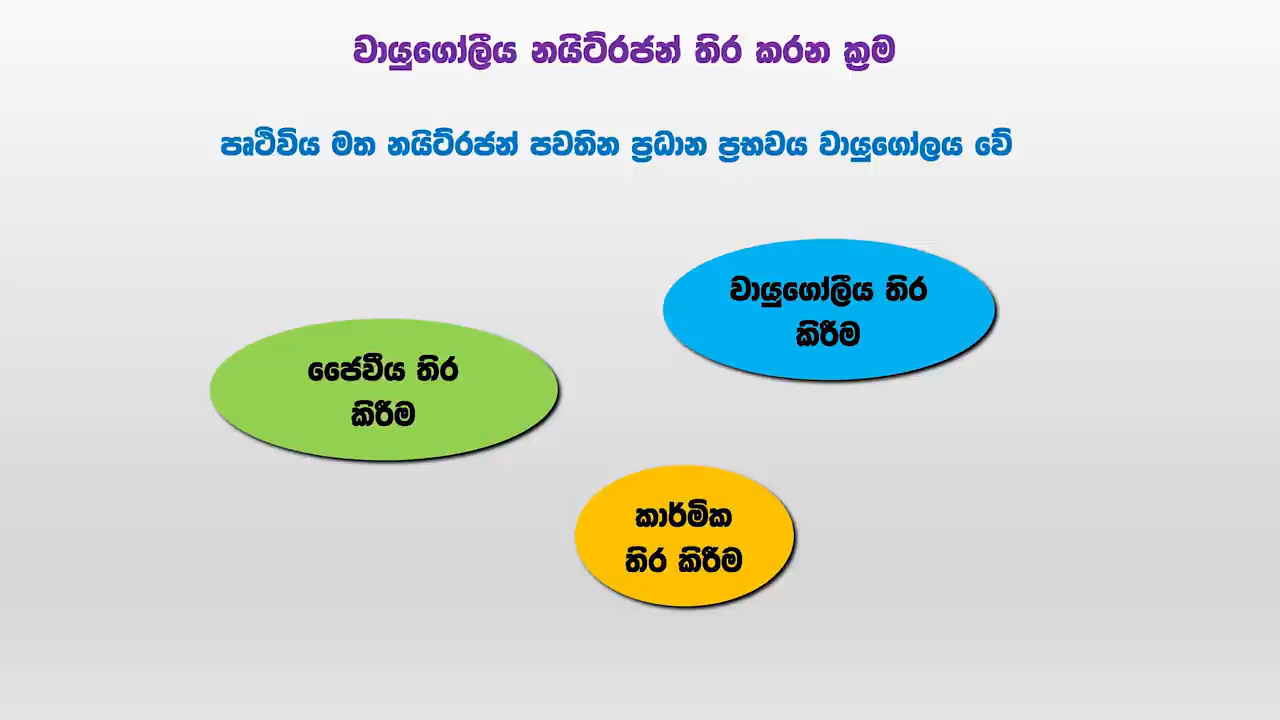 වායුගෝලීය නයිට්රජන් තිර කරන ක්‍රම
පෘථිවිය මත නයිට්රජන් පවතින ප්‍රධාන ප්‍රභවය වායුගෝලය වේ
වායුගෝලීය තිර
කිරීම
ජෛවීය තිර
කිරීම
කාර්මික
තිර කිරීම